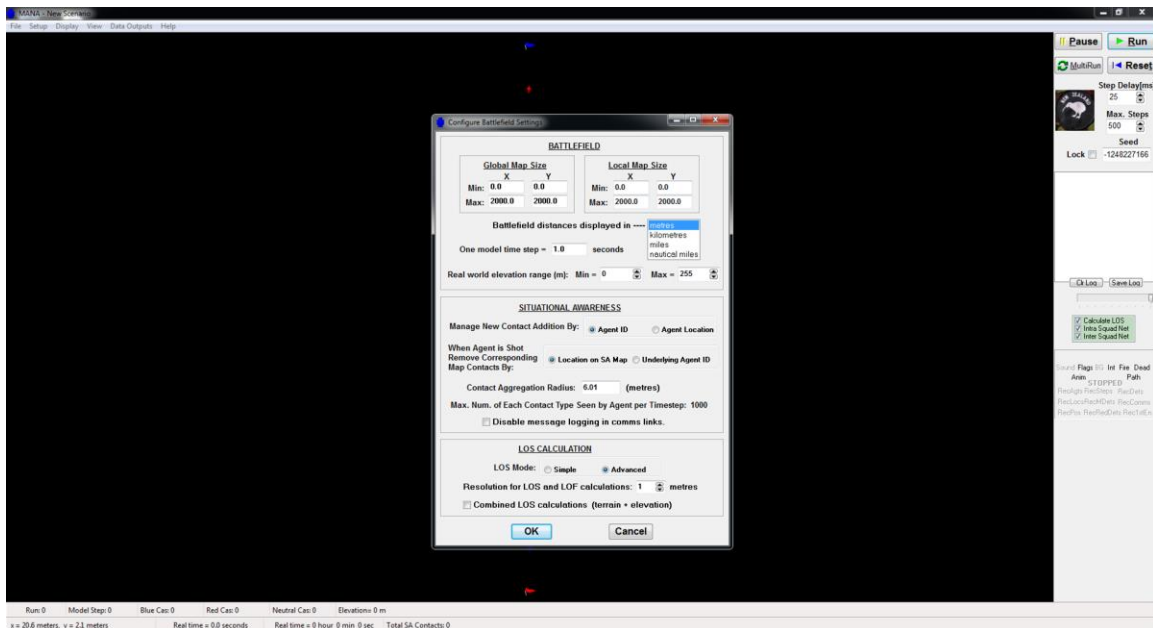 MANA - New Scenario
File Setup Display View Data Outputs Help
Pause Run
MultiRun Reset
Step Delay[ms]
25
NEW ZEALAND
Max. Steps
500
Seed
Lock -1248227166
Configure Battlefield Settings
BATTLEFIELD
Global Map Size Local Map Size
X Y X Y
Min: 0.0 0.0 Min: 0.0 0.0
Max: 2000.0 2000.0 Max: 2000.0 2000.0
Battlefield distances displayed in ---- metres
kilometres
miles
nautical miles
One model time step = 1.0 seconds
Real world elevation range (m): Min = 0 Max = 255
SITUATIONAL AWARENESS
Manage New Contact Addition By: Agent ID Agent Location
When Agent is Shot
Remove Corresponding Location on SA Map Underlying Agent ID
Map Contacts By:
Contact Aggregation Radius: 6.01 (metres)
Max. Num. of Each Contact Type Seen by Agent per Timestep: 1000
Disable message logging in comms links.
LOS CALCULATION
LOS Mode: Simple Advanced
Resolution for LOS and LOF calculations: 1 metres
Combined LOS calculations (terrain + elevation)
OK Cancel
Clr Log Save Log
Calculate LOS
Intra Squad Net
Inter Squad Net
Sound Flags BG Int Fire Dead
Anim Path
STOPPED
RecAgts RecSteps RecDets
Run: 0 Model Step: 0 Blue Cas: 0 Red Cas: 0 Neutral Cas: 0 Elevation= 0 m
x = 20.6 meters, y = 2.1 meters Real time = 0.0 seconds Real time = 0 hour 0 min 0 sec Total SA Contacts: 0